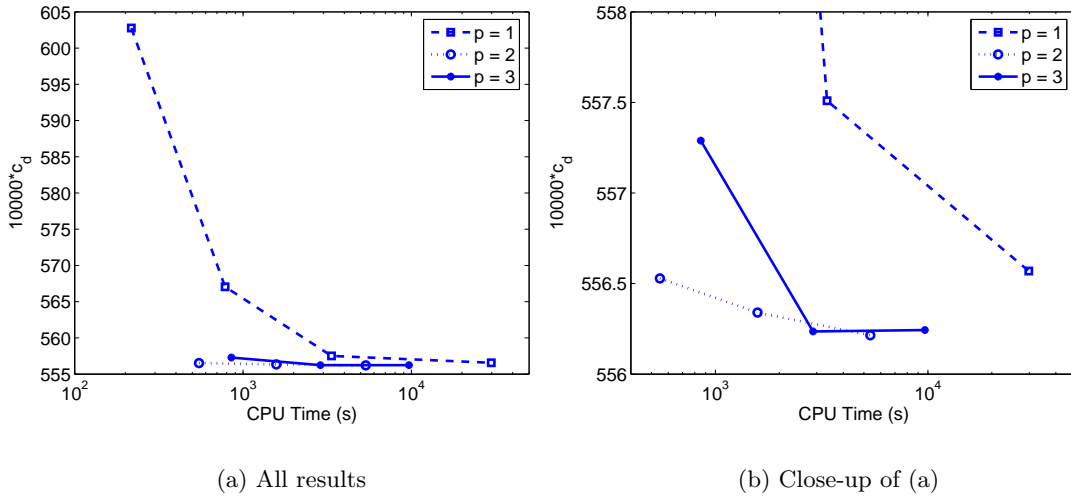 605
600
595
590
585
580
575
570
565
560
555
10000*c_d
10^2
10^3
10^4
CPU Time (s)
p = 1
p = 2
p = 3
(a) All results
558
557.5
557
556.5
556
10000*c_d
10^3
10^4
CPU Time (s)
p = 1
p = 2
p = 3
(b) Close-up of (a)